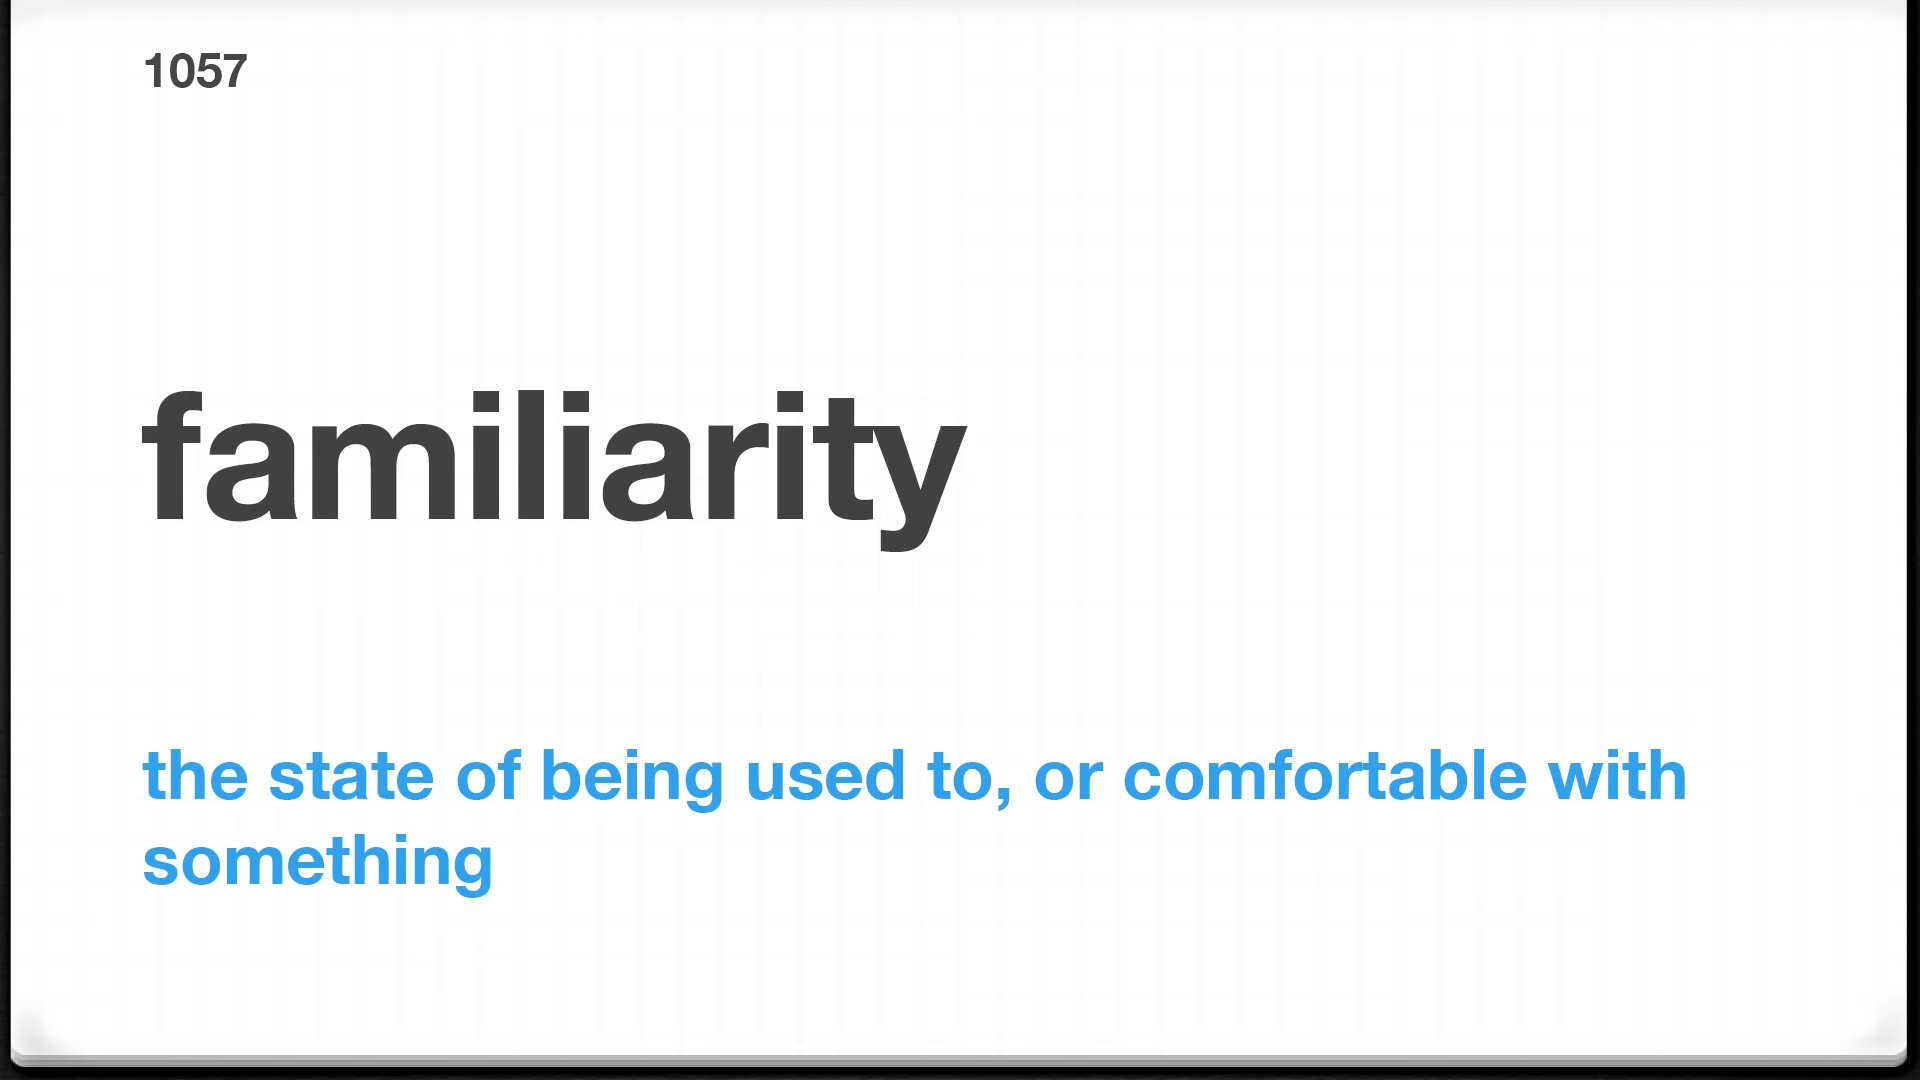 1057
familiarity
the state of being used to, or comfortable with
something